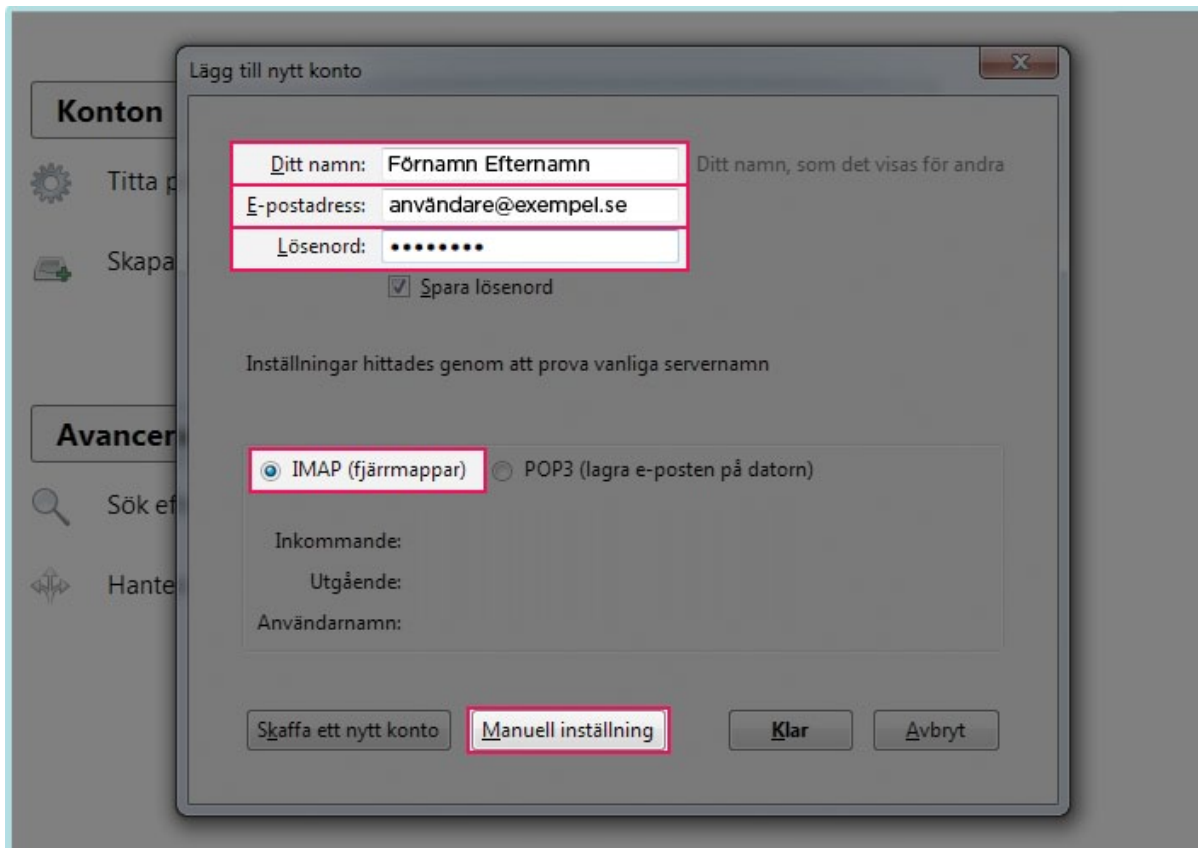 Lägg till nytt konto
Konton
Ditt namn: Förnamn Efternamn Ditt namn, som det visas för andra
Titta
E-postadress: användare@exempel.se
Lösenord: ••••••••
Skapa
Spara lösenord
Inställningar hittades genom att prova vanliga servernamn
Avancer
IMAP (fjärrmappar) POP3 (lagra e-posten på datorn)
Sök ef
Inkommande:
Utgående:
Hante
Användarnamn:
Skaffa ett nytt konto Manuell inställning Klar Avbryt